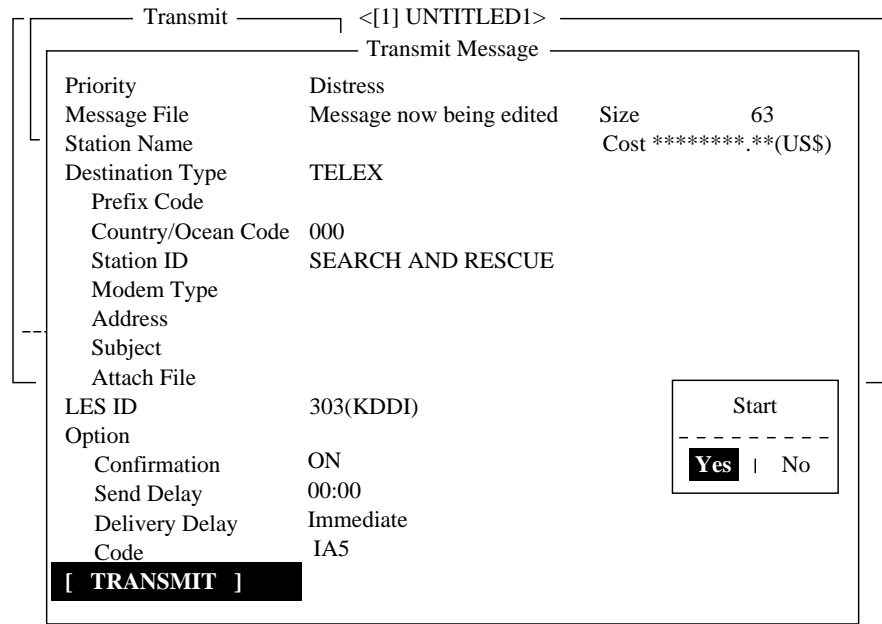 Transmit <[1] UNTITLED1>
Transmit Message
Priority Distress
Message File Message now being edited Size 63
Station Name Cost ********.**(US$)
Destination Type TELEX
Prefix Code
Country/Ocean Code 000
Station ID SEARCH AND RESCUE
Modem Type
Address
Subject
Attach File
LES ID 303(KDDI)
Option
Confirmation ON
Send Delay 00:00
Delivery Delay Immediate
Code IA5
[ TRANSMIT ]
Start
Yes | No